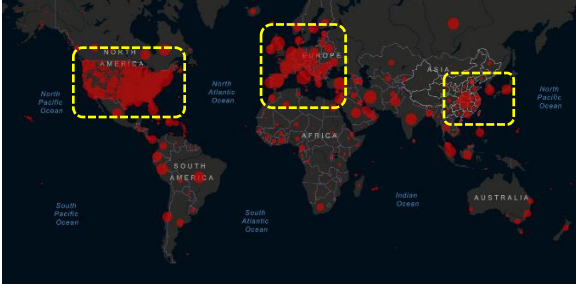 NORTH
AMERICA
EUROPE
ASIA
North
Pacific
Ocean
North
Atlantic
Ocean
North
Pacific
Ocean
AFRICA
SOUTH
AMERICA
Indian
Ocean
AUSTRALIA
South
Pacific
Ocean
South
Atlantic
Ocean